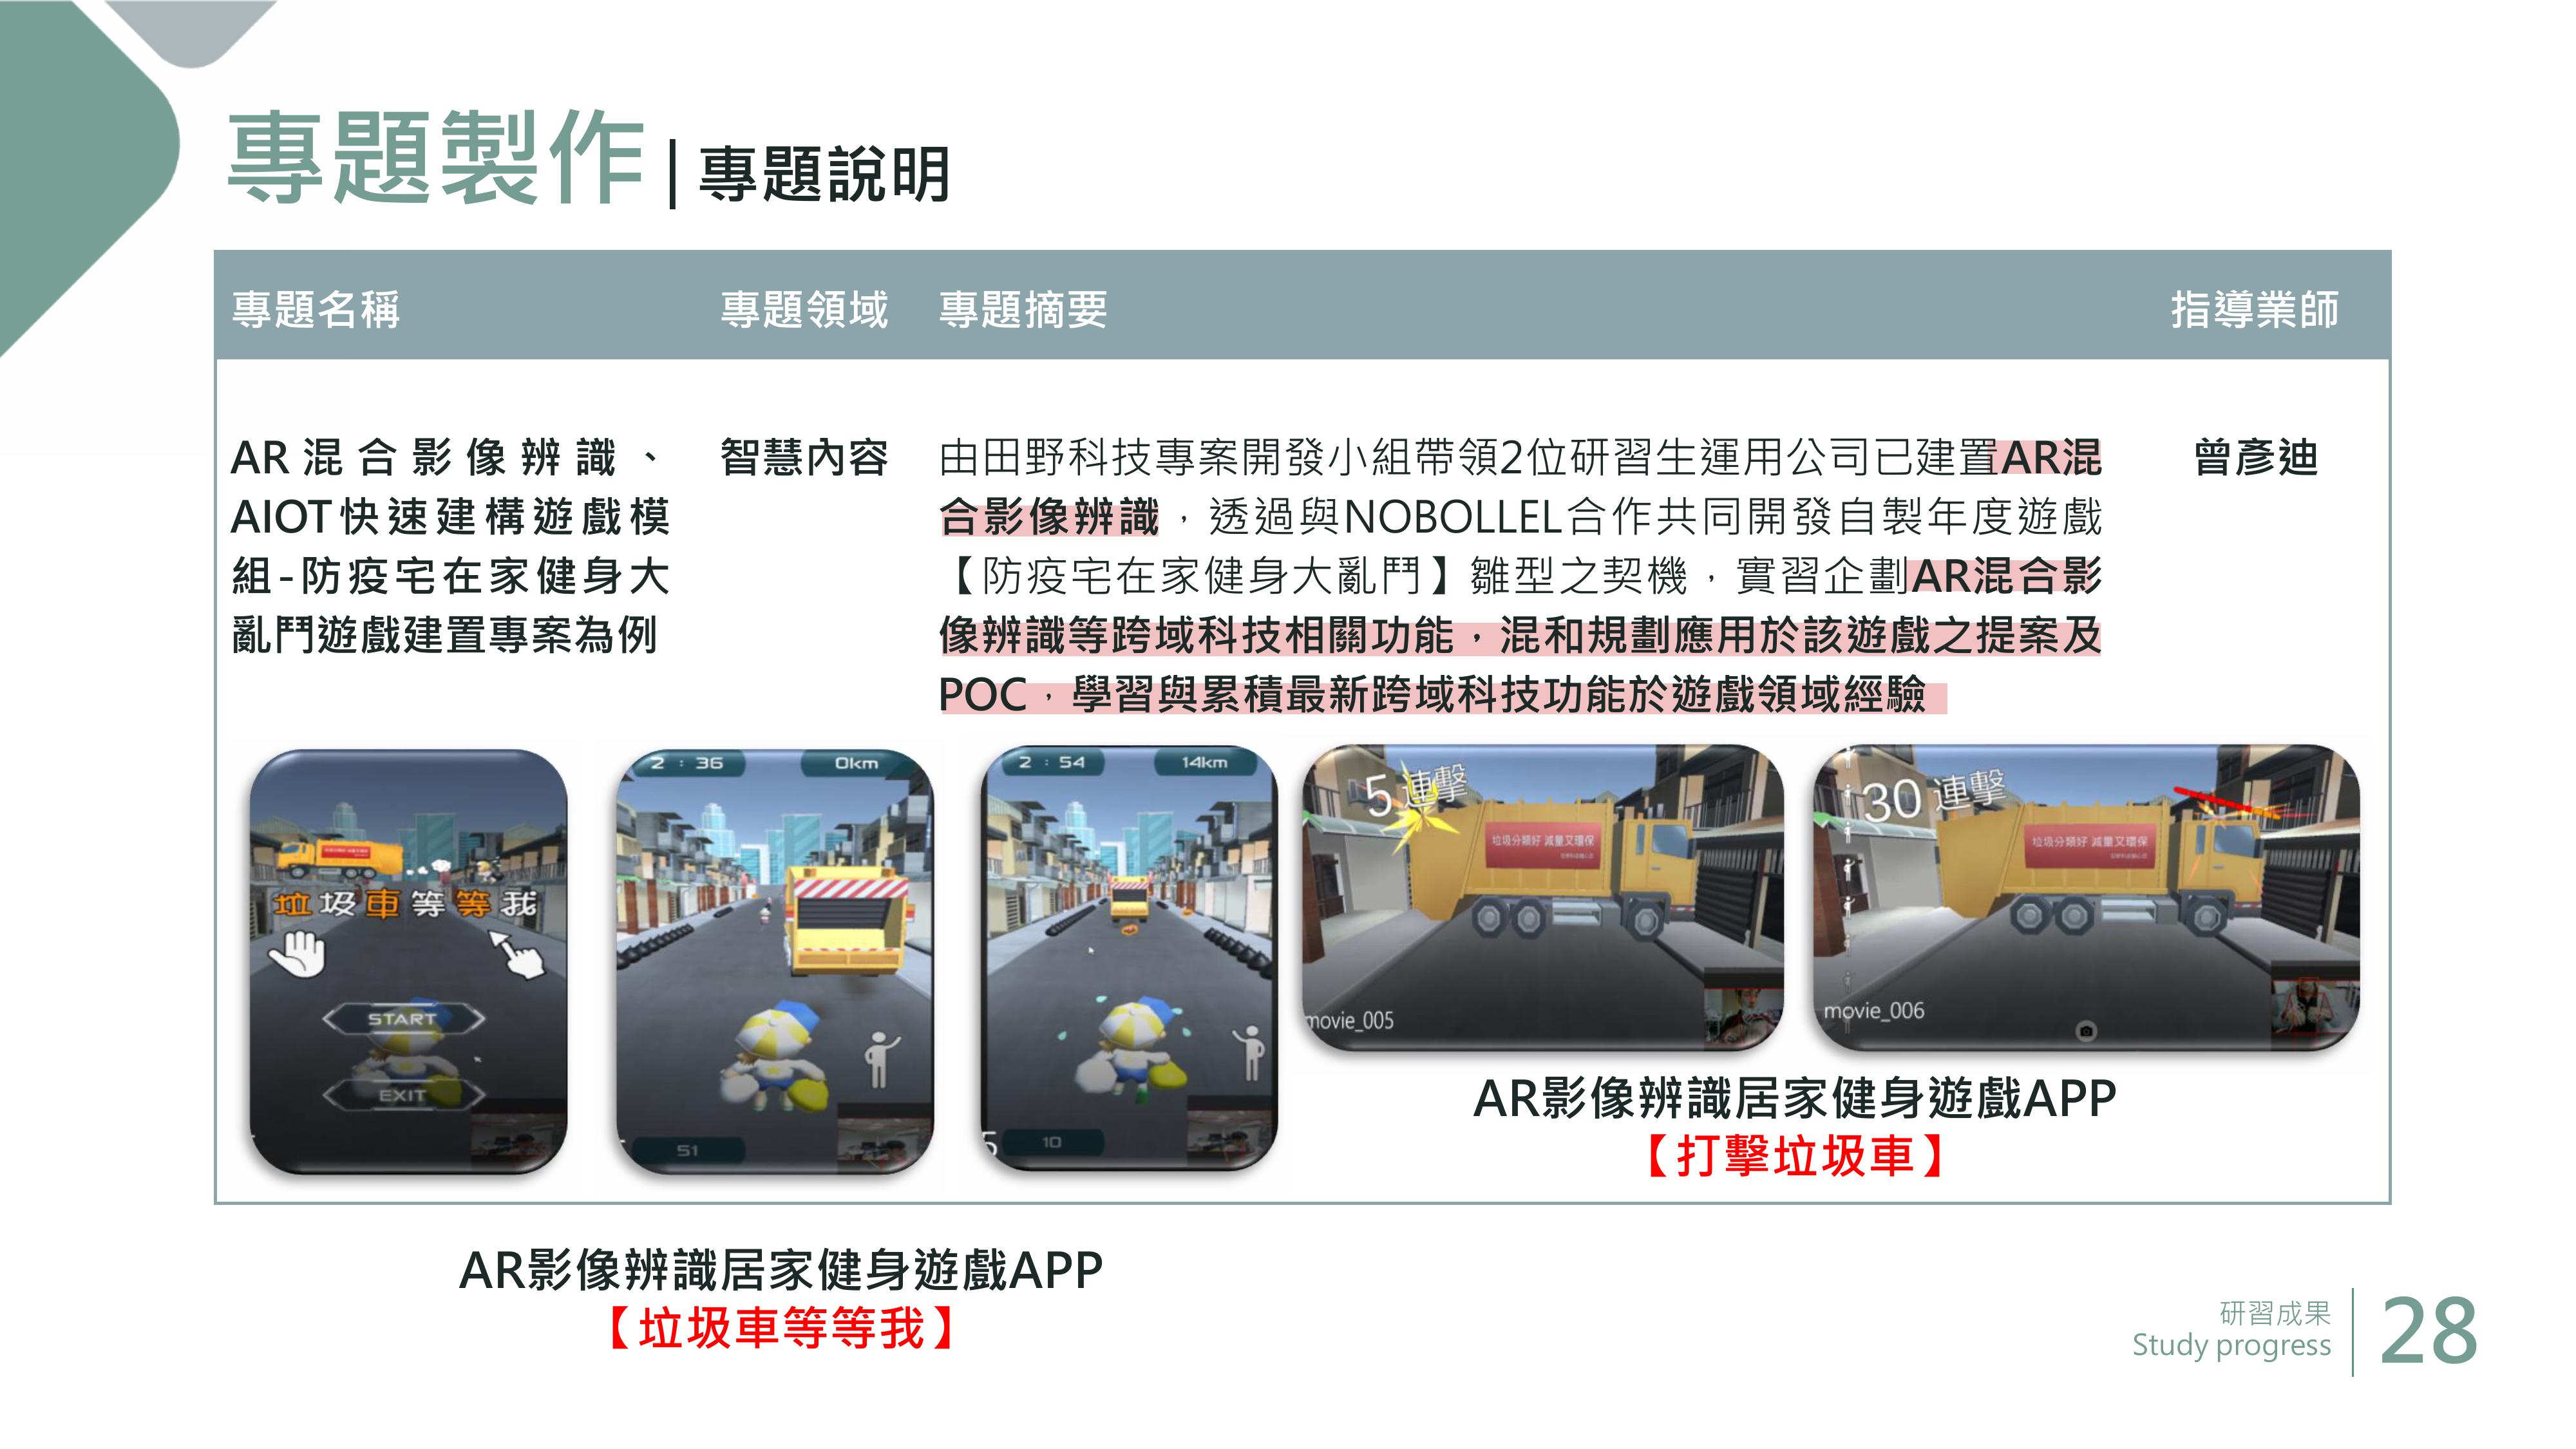 專題製作|專題說明
專題名稱 專題領域 專題摘要 指導業師
AR混合影像辨識、
AIOT快速建構遊戲模
組-防疫宅在家健身大
亂鬥遊戲建置專案為例
智慧內容
由田野科技專案開發小組帶領2位研習生運用公司已建置AR混
合影像辨識，透過與NOBOLLEL合作共同開發自製年度遊戲
【防疫宅在家健身大亂鬥】雛型之契機，實習企劃AR混合影
像辨識等跨域科技相關功能，混和規劃應用於該遊戲之提案及
POC，學習與累積最新跨域科技功能於遊戲領域經驗
曾彥迪
垃圾車等等我
START
EXIT
2 : 36 0km
51
2 : 54 14km
5 10
5 連擊
垃圾分類好 減量又環保
movie_005
30 連擊
垃圾分類好 減量又環保
movie_006
AR影像辨識居家健身遊戲APP
【打擊垃圾車】
AR影像辨識居家健身遊戲APP
【垃圾車等等我】
研習成果
Study progress
28